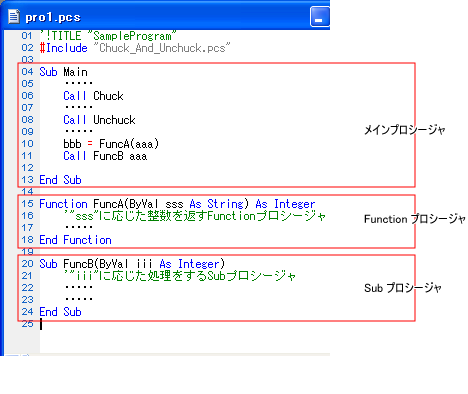 pro1.pcs
01 '!TITLE "SampleProgram"
02 #Include "Chuck_And_Unchuck.pcs"
03
04 Sub Main
05 ・・・・・
06 Call Chuck
07 ・・・・・
08 Call Unchuck
09 ・・・・・
10 bbb = FuncA(aaa)
11 Call FuncB aaa
12
13 End Sub
14
15 Function FuncA(ByVal sss As String) As Integer
16 '"sss"に応じた整数を返すFunctionプロシージャ
17 ・・・・・
18 End Function
19
20 Sub FuncB(ByVal iii As Integer)
21 '"iii"に応じた処理をするSubプロシージャ
22 ・・・・・
23 ・・・・・
24 End Sub
25
メインプロシージャ
Function プロシージャ
Sub プロシージャ